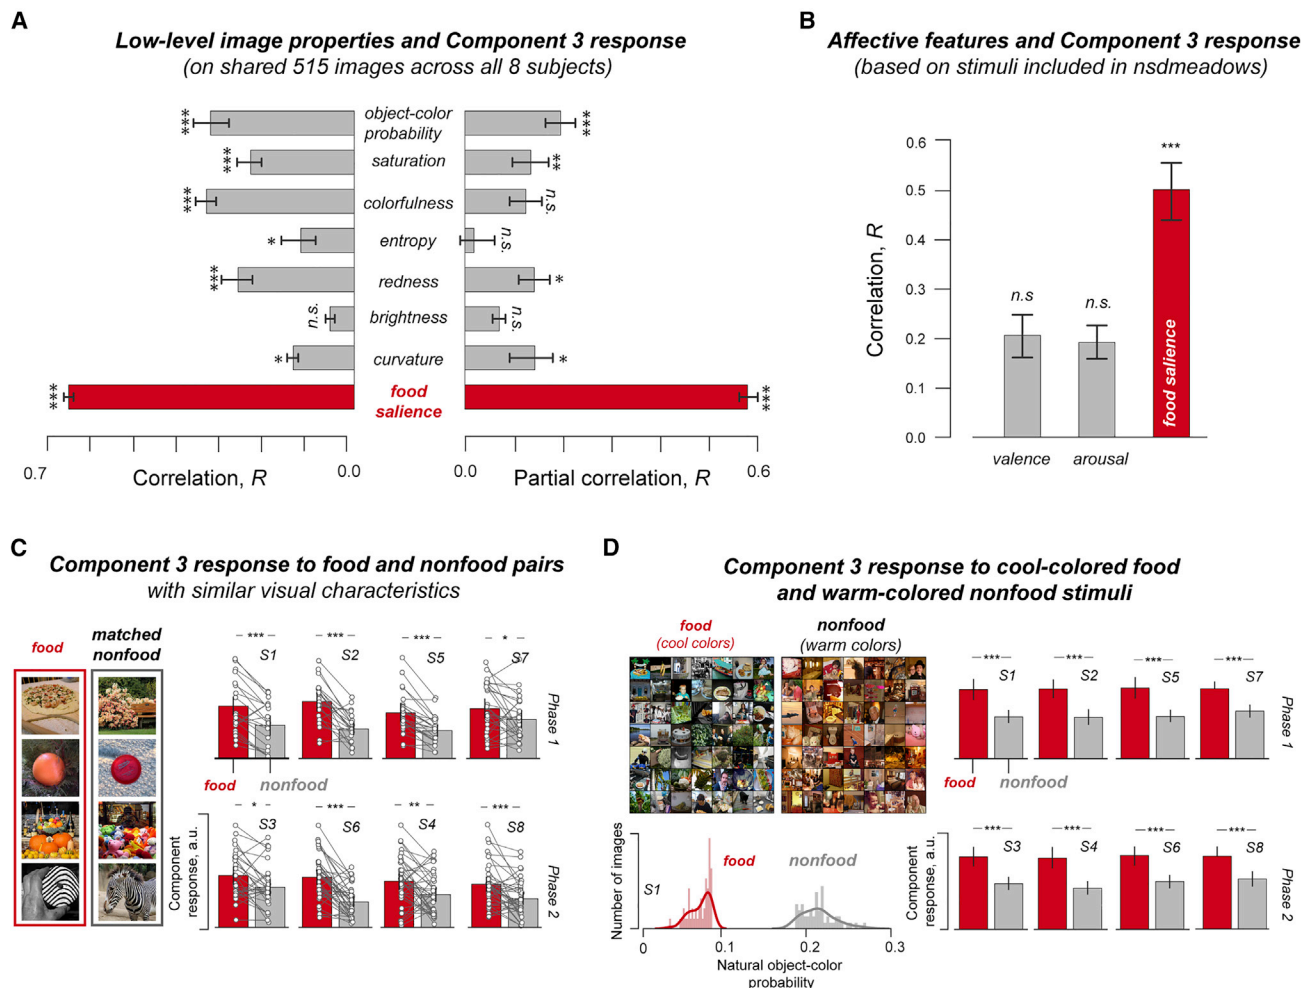 A
Low-level image properties and Component 3 response
(on shared 515 images across all 8 subjects)
*** object-color probability ***
*** saturation **
*** colorfulness n.s.
* entropy n.s.
*** redness *
n.s. brightness n.s.
* curvature *
*** food salience ***
0.7 0.0 0.0 0.6
Correlation, R Partial correlation, R
B
Affective features and Component 3 response
(based on stimuli included in nsdmeadows)
0.6
0.5
0.4
0.3
0.2
0.1
0.0
Correlation, R
n.s n.s. ***
food salience
valence arousal
C
Component 3 response to food and nonfood pairs
with similar visual characteristics
food
matched
nonfood
*** *** *** *
S1 S2 S5 S7
Phase 1
food nonfood
* *** ** ***
S3 S6 S4 S8
Component
response, a.u.
Phase 2
D
Component 3 response to cool-colored food
and warm-colored nonfood stimuli
food nonfood
(cool colors) (warm colors)
*** *** *** ***
S1 S2 S5 S7
Phase 1
food nonfood
Number of images
S1
food nonfood
0 0.1 0.2 0.3
Natural object-color
probability
*** *** *** ***
S3 S4 S6 S8
Component
response, a.u.
Phase 2